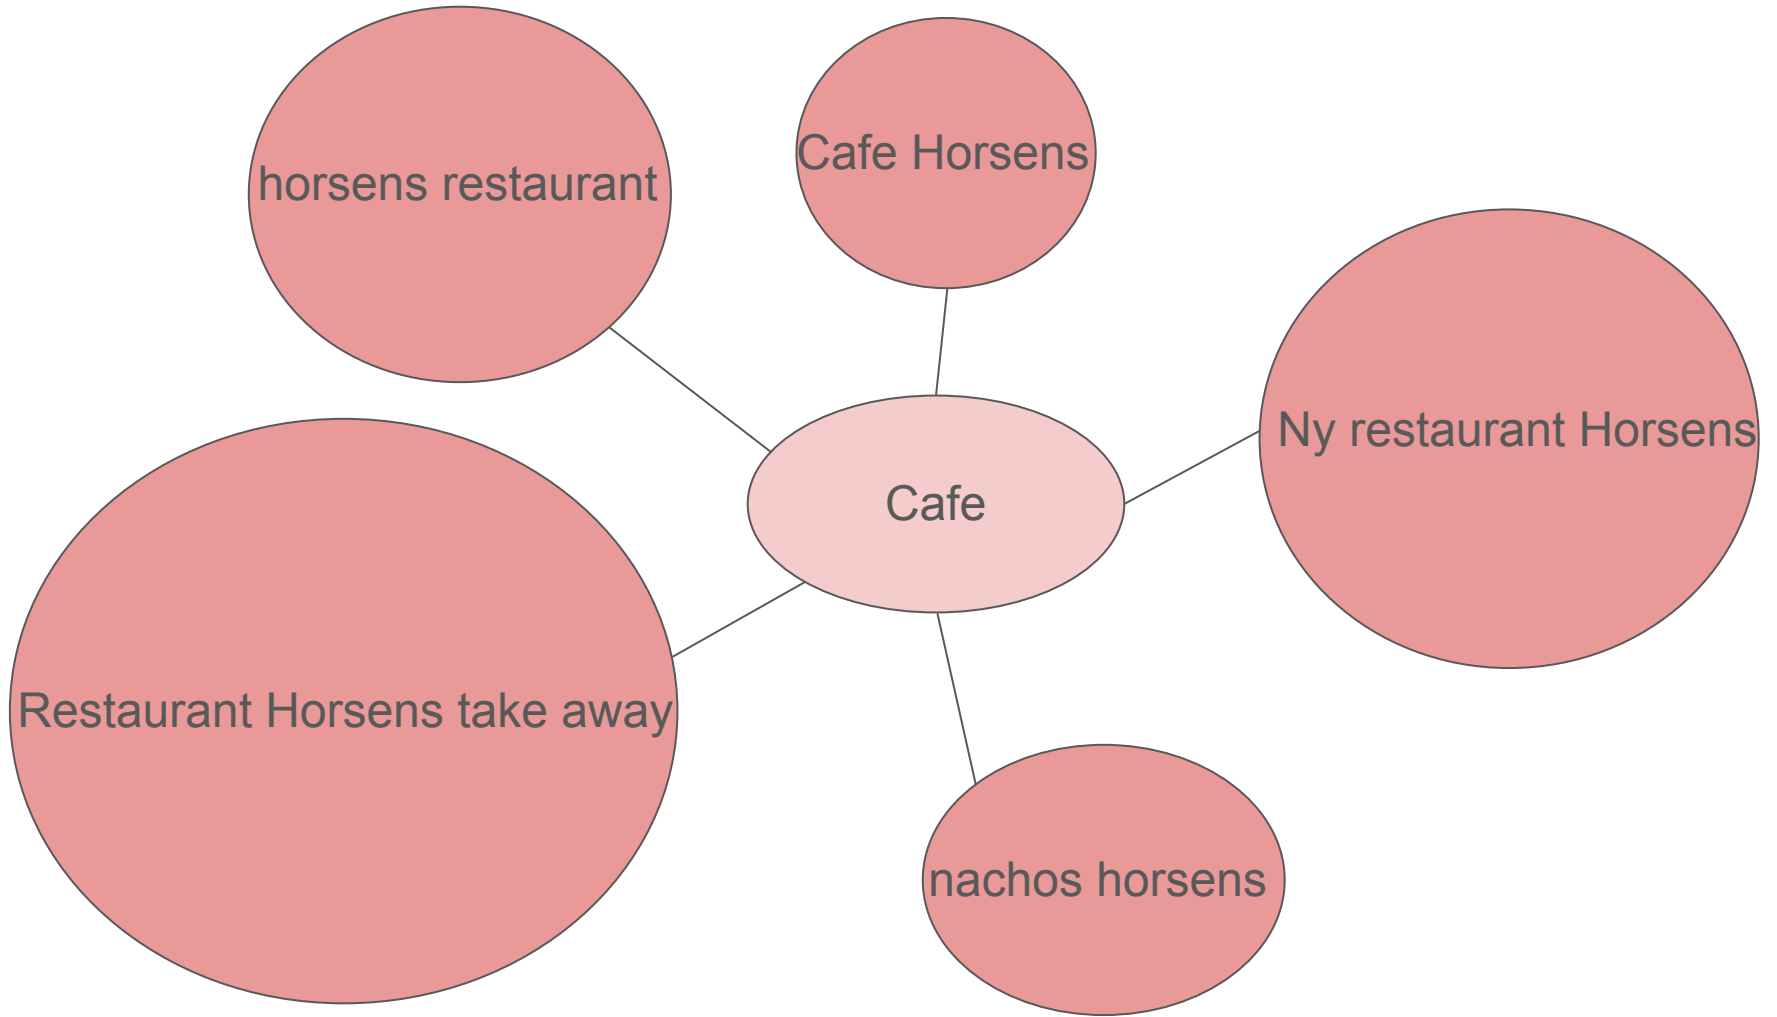 Cafe Horsens
horsens restaurant
Ny restaurant Horsens
Cafe
Restaurant Horsens take away
nachos horsens